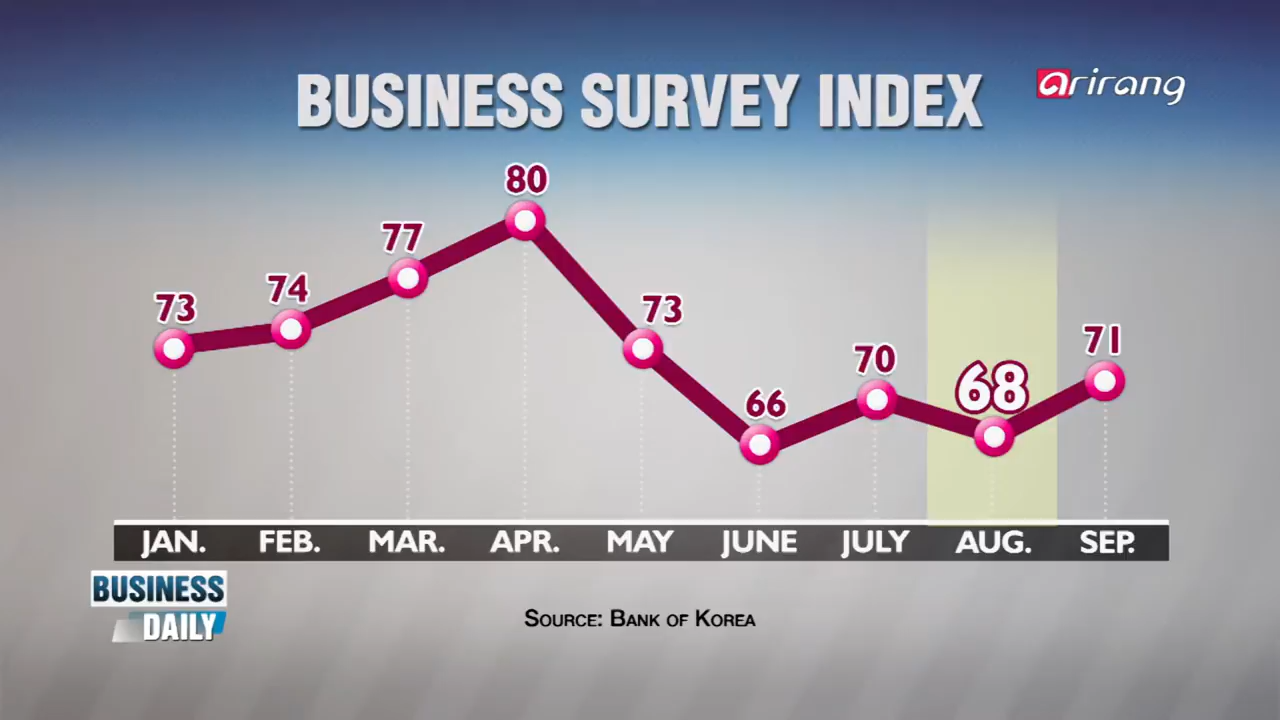 BUSINESS SURVEY INDEX
arirang
80
77
73
74
73
71
70
68
66
JAN. FEB. MAR. APR. MAY JUNE JULY AUG. SEP.
BUSINESS
DAILY
SOURCE: BANK OF KOREA